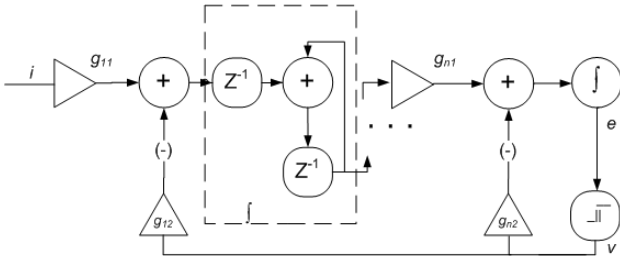 i
g11
+
Z-1
+
Z-1
∫
. . .
gn1
+
∫
e
(-)
(-)
g12
gn2
v